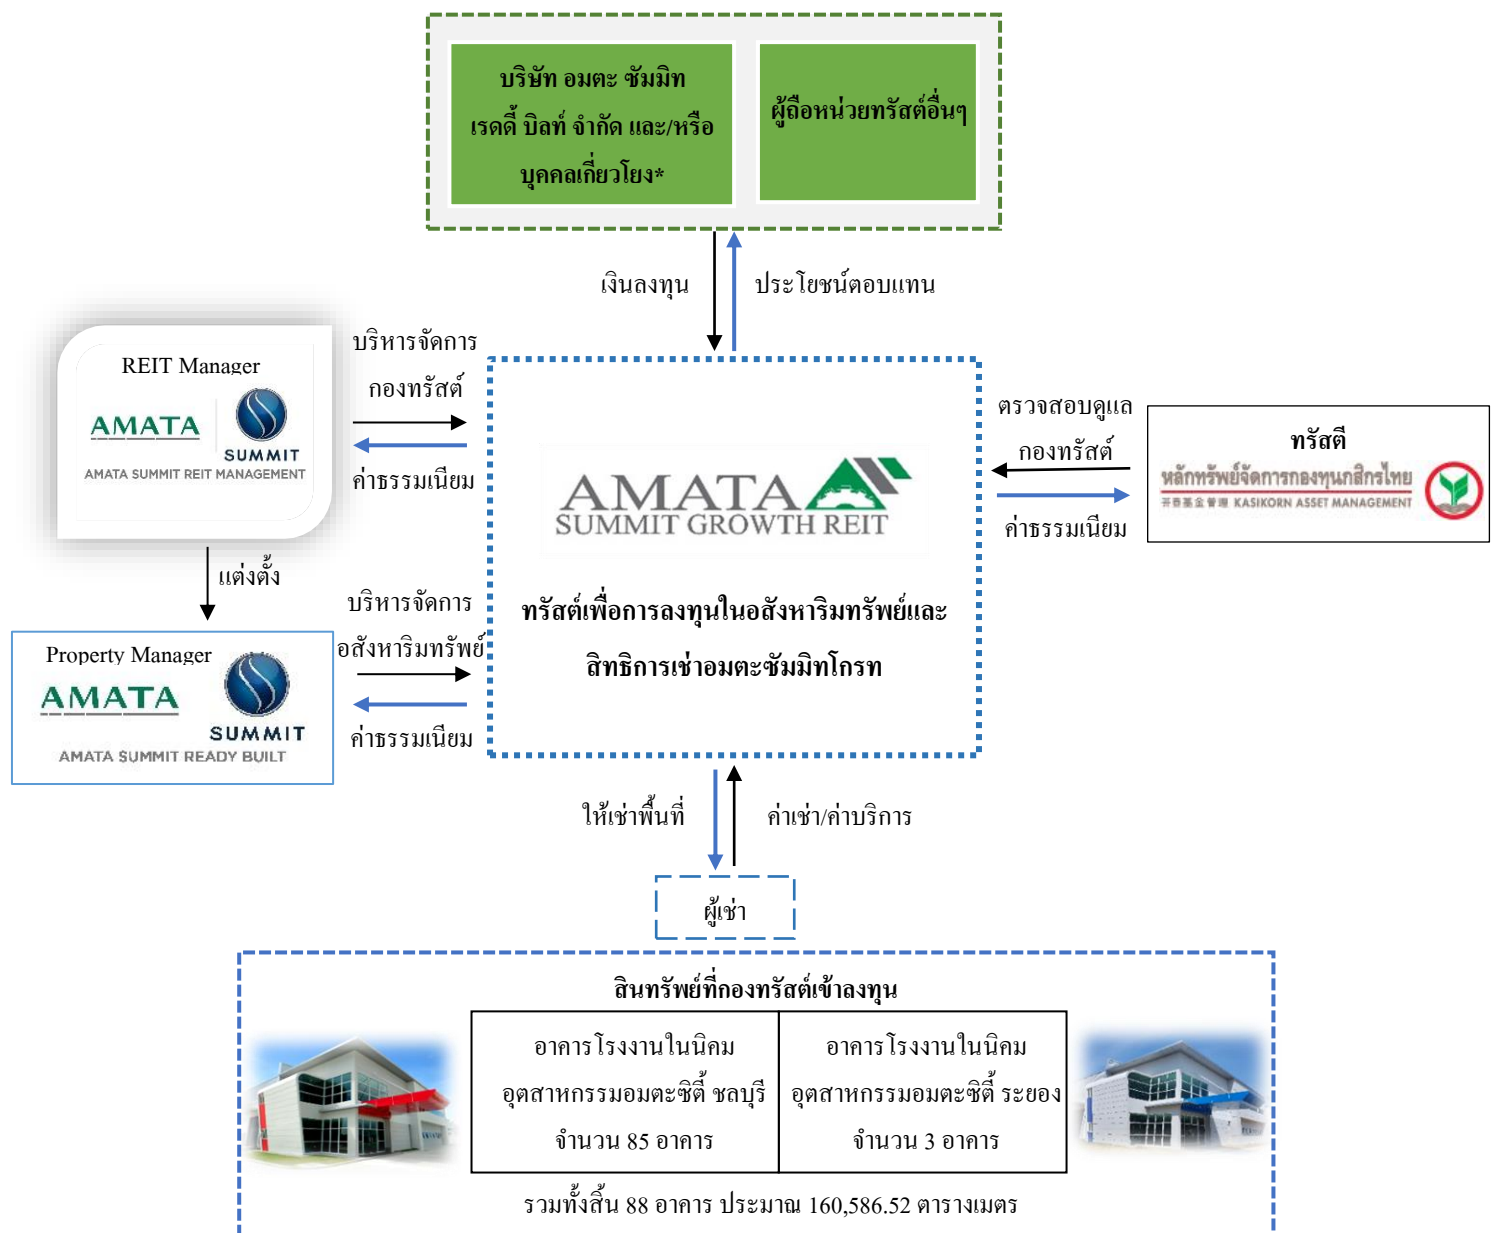 บริษัท อมตะ ซัมมิท
เรดดี้ บิลท์ จำกัด และ/หรือ
บุคคลเกี่ยวโยง*
ผู้ถือหน่วยทรัสต์อื่นๆ
เงินลงทุน
ประโยชน์ตอบแทน
REIT Manager
AMATA
SUMMIT
AMATA SUMMIT REIT MANAGEMENT
บริหารจัดการ
กองทรัสต์
ค่าธรรมเนียม
AMATA
SUMMIT GROWTH REIT
ทรัสต์เพื่อการลงทุนในอสังหาริมทรัพย์และ
สิทธิการเช่าอมตะซัมมิทโกรท
ตรวจสอบดูแล
กองทรัสต์
ค่าธรรมเนียม
ทรัสตี
หลักทรัพย์จัดการกองทุนกสิกรไทย
开泰基金管理 KASIKORN ASSET MANAGEMENT
แต่งตั้ง
Property Manager
AMATA
SUMMIT
AMATA SUMMIT READY BUILT
บริหารจัดการ
อสังหาริมทรัพย์
ค่าธรรมเนียม
ให้เช่าพื้นที่
ค่าเช่า/ค่าบริการ
ผู้เช่า
สินทรัพย์ที่กองทรัสต์เข้าลงทุน
อาคารโรงงานในนิคม
อุตสาหกรรมอมตะซิตี้ ชลบุรี
จำนวน 85 อาคาร
อาคารโรงงานในนิคม
อุตสาหกรรมอมตะซิตี้ ระยอง
จำนวน 3 อาคาร
รวมทั้งสิ้น 88 อาคาร ประมาณ 160,586.52 ตารางเมตร